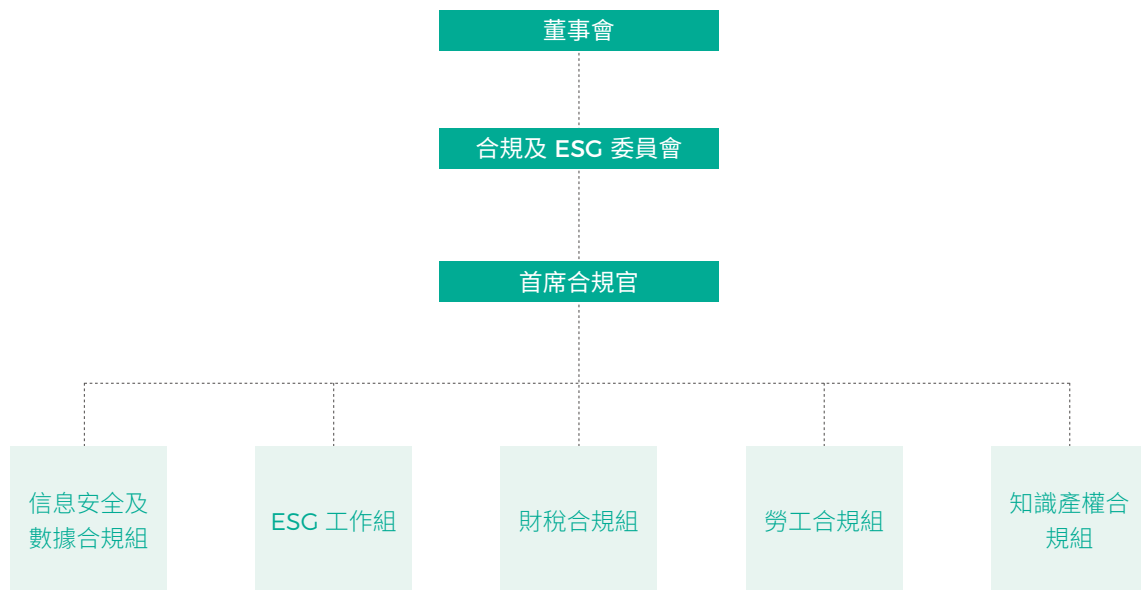 董事會
合規及 ESG 委員會
首席合規官
信息安全及
數據合規組
ESG 工作組
財稅合規組
勞工合規組
知識產權合
規組